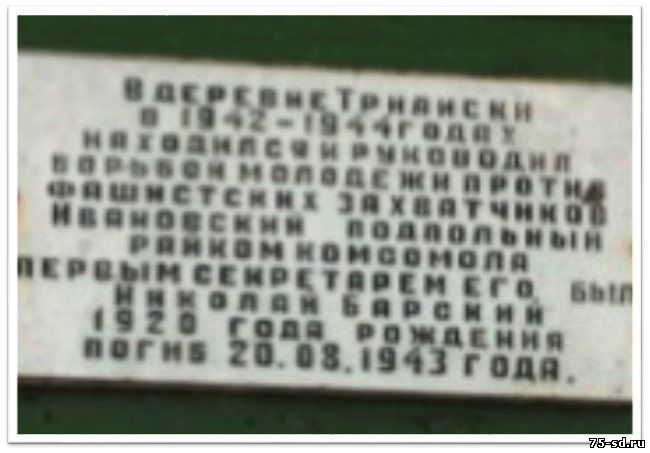 В деревне Трилиски
в 1942-1944 годах
находился и руководил
борьбой молодежи против
фашистских захватчиков
Ивановский подпольный
райком комсомола
первым секретарем его был
Николай Барский
1920 года рождения
погиб 20.08.1943 года.
75-sd.ru